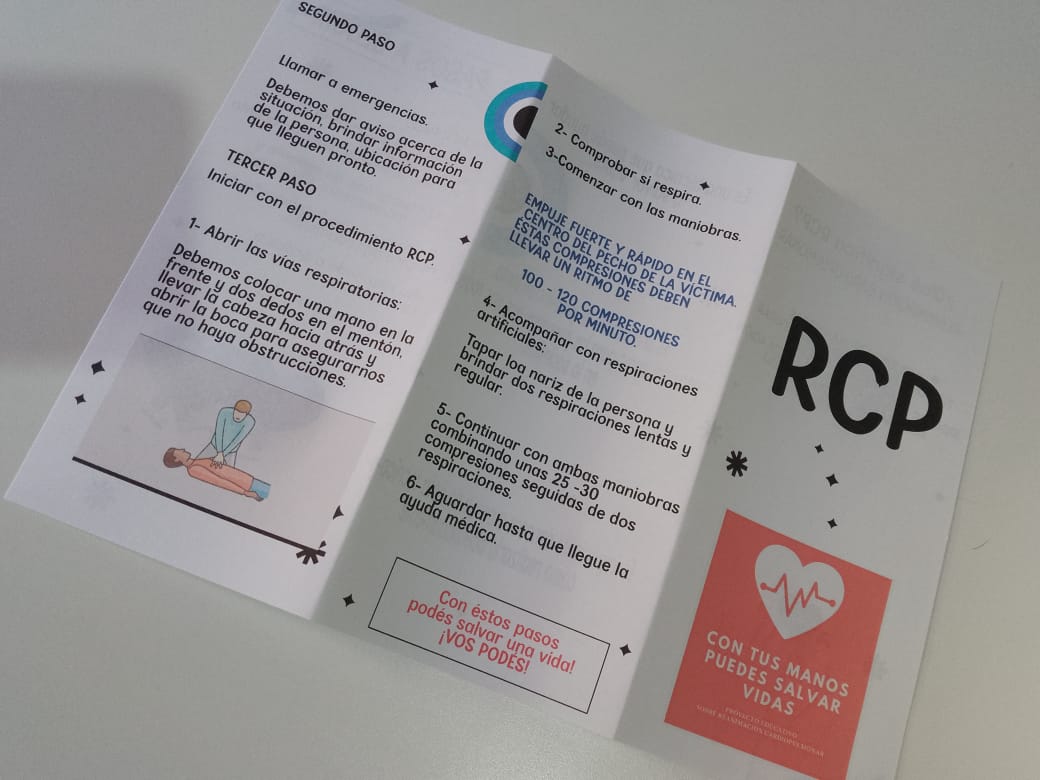 SEGUNDO PASO
Llamar a emergencias.
Debemos dar aviso acerca de la
situación, brindar información
de la persona, ubicación para
que lleguen pronto.
TERCER PASO
Iniciar con el procedimiento RCP.
1- Abrir las vías respiratorias:
Debemos colocar una mano en la
frente y dos dedos en el mentón,
llevar la cabeza hacia atrás y
abrir la boca para asegurarnos
que no haya obstrucciones.
2- Comprobar si respira.
3-Comenzar con las maniobras.
EMPUJE FUERTE Y RÁPIDO EN EL
CENTRO DEL PECHO DE LA VÍCTIMA.
ÉSTAS COMPRESIONES DEBEN
LLEVAR UN RITMO DE
100 - 120 COMPRESIONES
POR MINUTO.
4- Acompañar con respiraciones
artificiales:
Tapar loa nariz de la persona y
brindar dos respiraciones lentas y
regular.
5- Continuar con ambas maniobras
combinando unas 25 -30
compresiones seguidas de dos
respiraciones.
6- Aguardar hasta que llegue la
ayuda médica.
Con éstos pasos
podés salvar una vida!
¡VOS PODÉS!
RCP
CON TUS MANOS
PUEDES SALVAR
VIDAS
PROYECTO EDUCATIVO
SOBRE REANIMACIÓN CARDIOPULMONAR